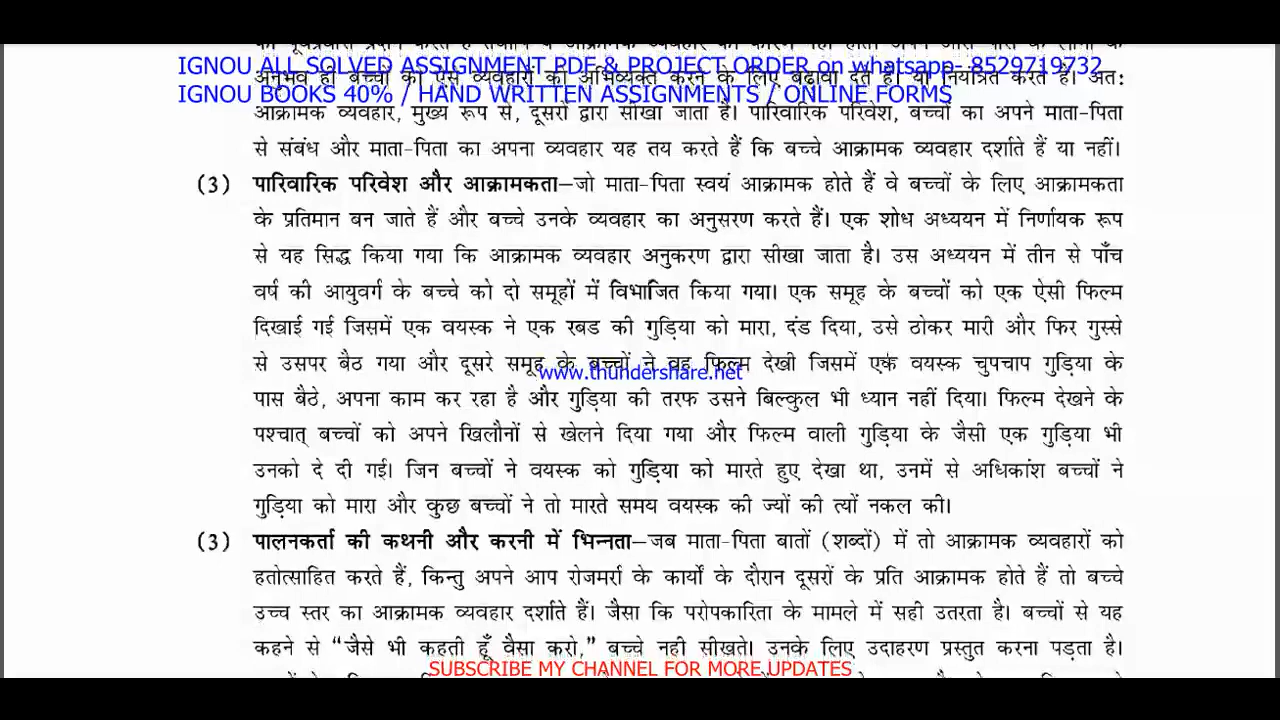 IGNOU ALL SOLVED ASSIGNMENT PDF & PROJECT ORDER on whatsapp- 8529719732
अनुभव ही बच्चों को ऐसे व्यवहारों को अभिव्यक्त करने के लिए बढ़ावा देते हैं। या नियंत्रित करते हैं। अतः
IGNOU BOOKS 40% / HAND WRITTEN ASSIGNMENTS / ONLINE FORMS
आक्रामक व्यवहार, मुख्य रूप से, दूसरों द्वारा सीखा जाता है। पारिवारिक परिवेश, बच्चों का अपने माता-पिता
से संबंध और माता-पिता का अपना व्यवहार यह तय करते हैं कि बच्चे आक्रामक व्यवहार दर्शाते हैं या नहीं।
(3) पारिवारिक परिवेश और आक्रामकता–जो माता-पिता स्वयं आक्रामक होते हैं वे बच्चों के लिए आक्रामकता
के प्रतिमान बन जाते हैं और बच्चे उनके व्यवहार का अनुसरण करते हैं। एक शोध अध्ययन में निर्णायक रूप
से यह सिद्ध किया गया कि आक्रामक व्यवहार अनुकरण द्वारा सीखा जाता है। उस अध्ययन में तीन से पाँच
वर्ष की आयुवर्ग के बच्चे को दो समूहों में विभाजित किया गया। एक समूह के बच्चों को एक ऐसी फिल्म
दिखाई गई जिसमें एक वयस्क ने एक रबड की गुड़िया को मारा, दंड दिया, उसे ठोकर मारी और फिर गुस्से
से उसपर बैठ गया और दूसरे समूह के बच्चों ने वह फिल्म देखी जिसमें एक वयस्क चुपचाप गुड़िया के
www.thundershare.net
पास बैठे, अपना काम कर रहा है और गुड़िया की तरफ उसने बिल्कुल भी ध्यान नहीं दिया। फिल्म देखने के
पश्चात् बच्चों को अपने खिलौनों से खेलने दिया गया और फिल्म वाली गुड़िया के जैसी एक गुड़िया भी
उनको दे दी गई। जिन बच्चों ने वयस्क को गुड़िया को मारते हुए देखा था, उनमें से अधिकांश बच्चों ने
गुड़िया को मारा और कुछ बच्चों ने तो मारते समय वयस्क की ज्यों की त्यों नकल की।
(3) पालनकर्ता की कथनी और करनी में भिन्नता–जब माता-पिता बातों (शब्दों) में तो आक्रामक व्यवहारों को
हतोत्साहित करते हैं, किन्तु अपने आप रोजमर्रा के कार्यों के दौरान दूसरों के प्रति आक्रामक होते हैं तो बच्चे
उच्च स्तर का आक्रामक व्यवहार दर्शाते हैं। जैसा कि परोपकारिता के मामले में सही उतरता है। बच्चों से यह
कहने से “जैसे भी कहती हूँ वैसा करो,” बच्चे नही सीखते। उनके लिए उदाहरण प्रस्तुत करना पड़ता है।
SUBSCRIBE MY CHANNEL FOR MORE UPDATES